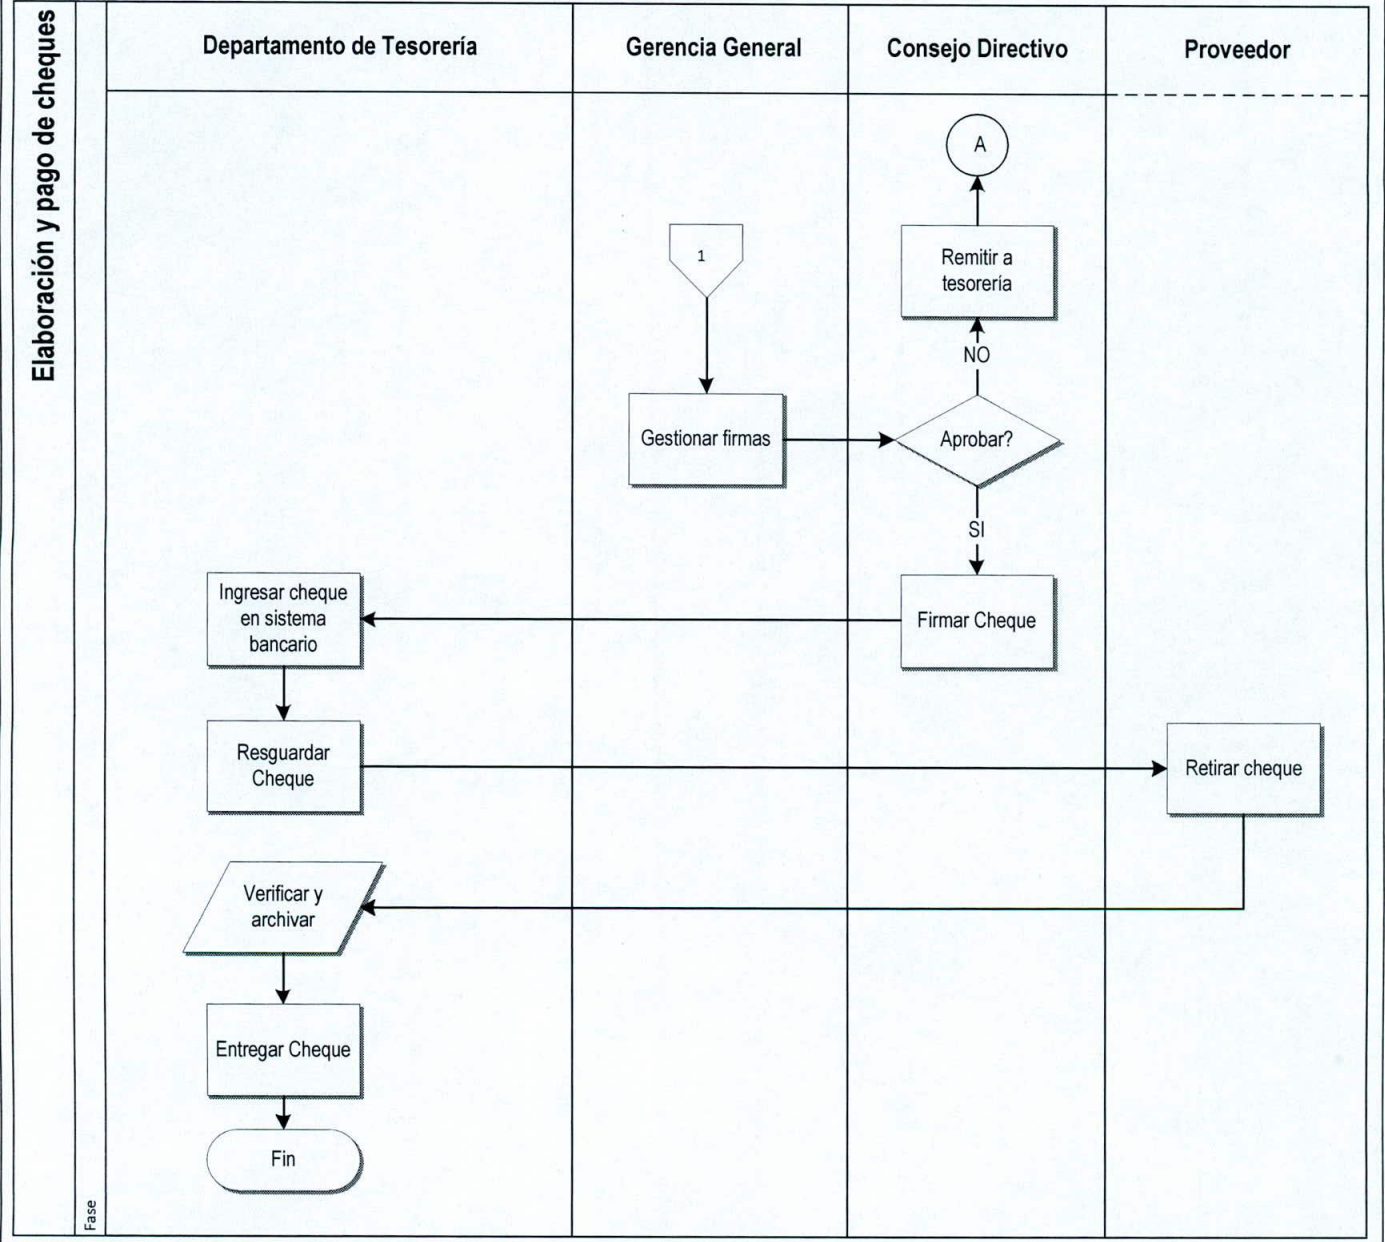 Elaboración y pago de cheques
Fase
Departamento de Tesorería
Gerencia General
Consejo Directivo
Proveedor
A
1
Remitir a
tesorería
NO
Gestionar firmas
Aprobar?
SI
Ingresar cheque
en sistema
bancario
Firmar Cheque
Resguardar
Cheque
Retirar cheque
Verificar y
archivar
Entregar Cheque
Fin